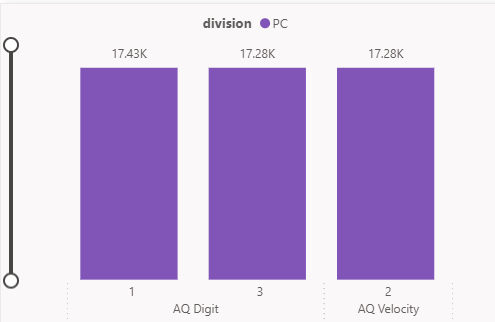 division PC
17.43K 17.28K 17.28K
1 3 2
AQ Digit AQ Velocity